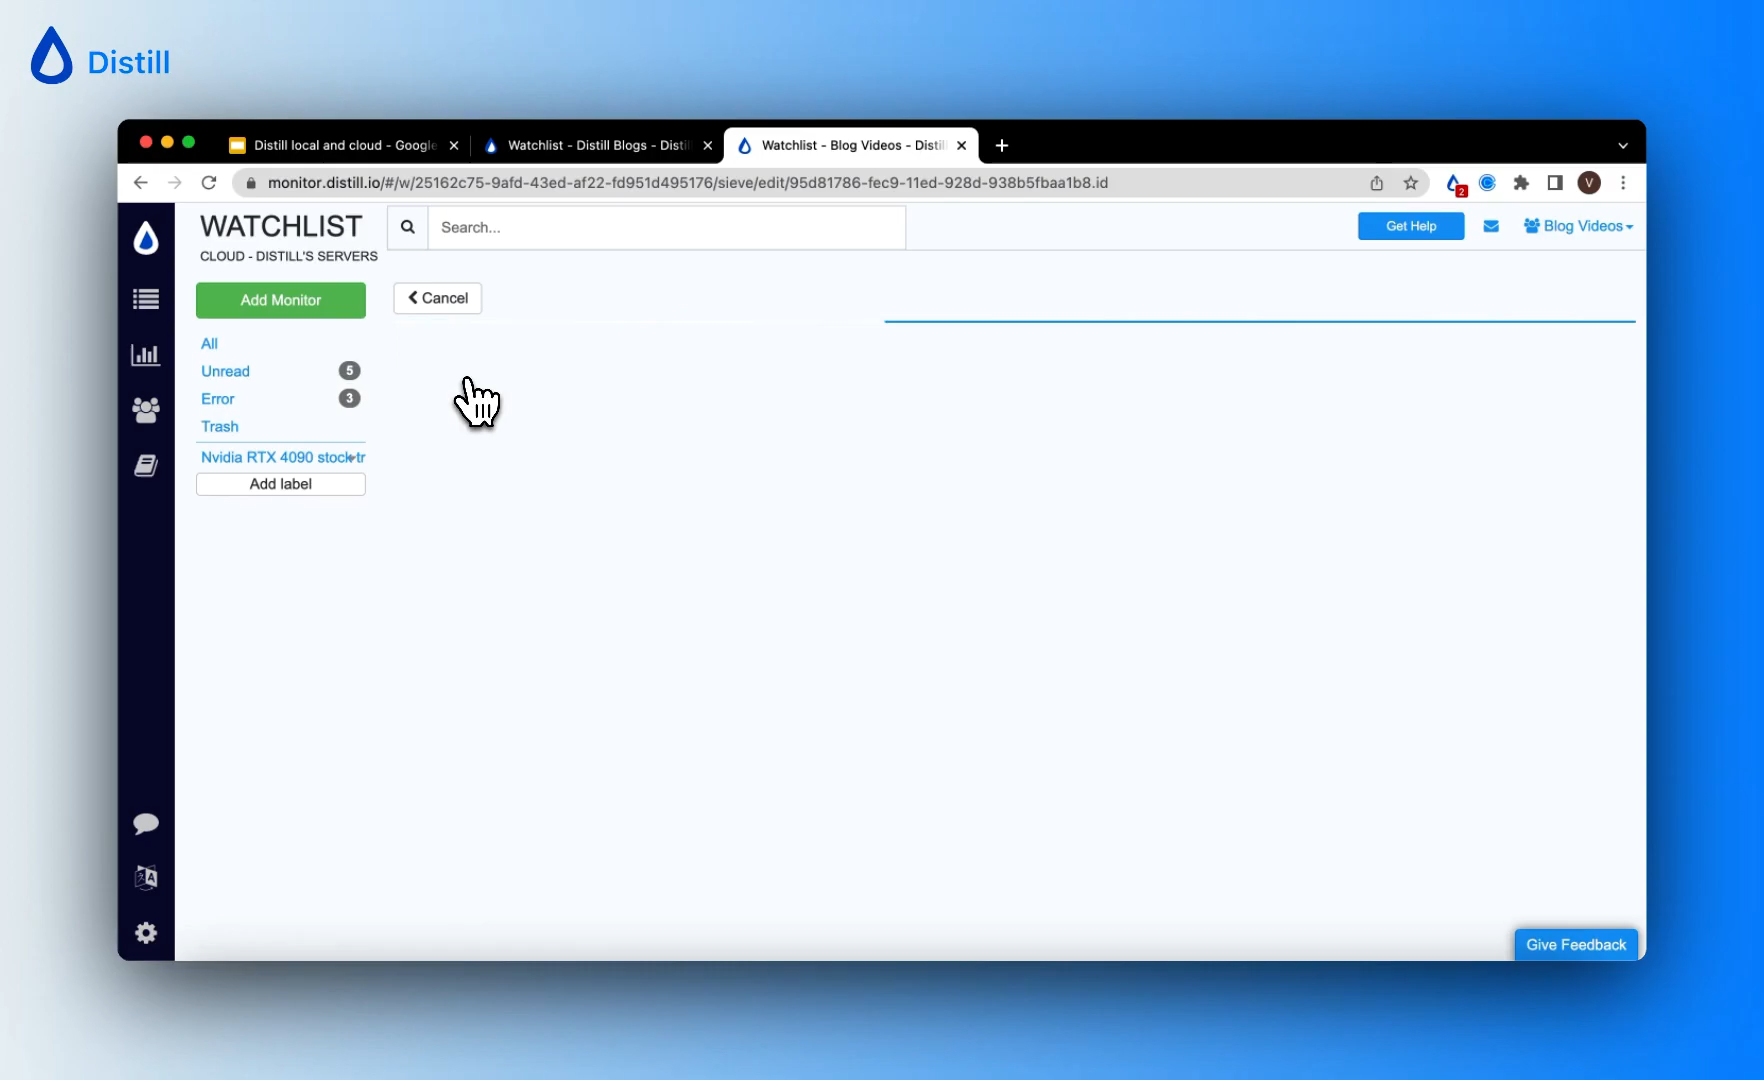 Distill
Distill local and cloud - Google
Watchlist - Distill Blogs - Distil
Watchlist - Blog Videos - Distil
monitor.distill.io/#/w/25162c75-9afd-43ed-af22-fd951d495176/sieve/edit/95d81786-fec9-11ed-928d-938b5fbaa1b8.id
2
V
WATCHLIST
Search...
Get Help
Blog Videos
CLOUD - DISTILL'S SERVERS
Add Monitor
Cancel
All
Unread 5
Error 3
Trash
Nvidia RTX 4090 stock tr
Add label
Give Feedback